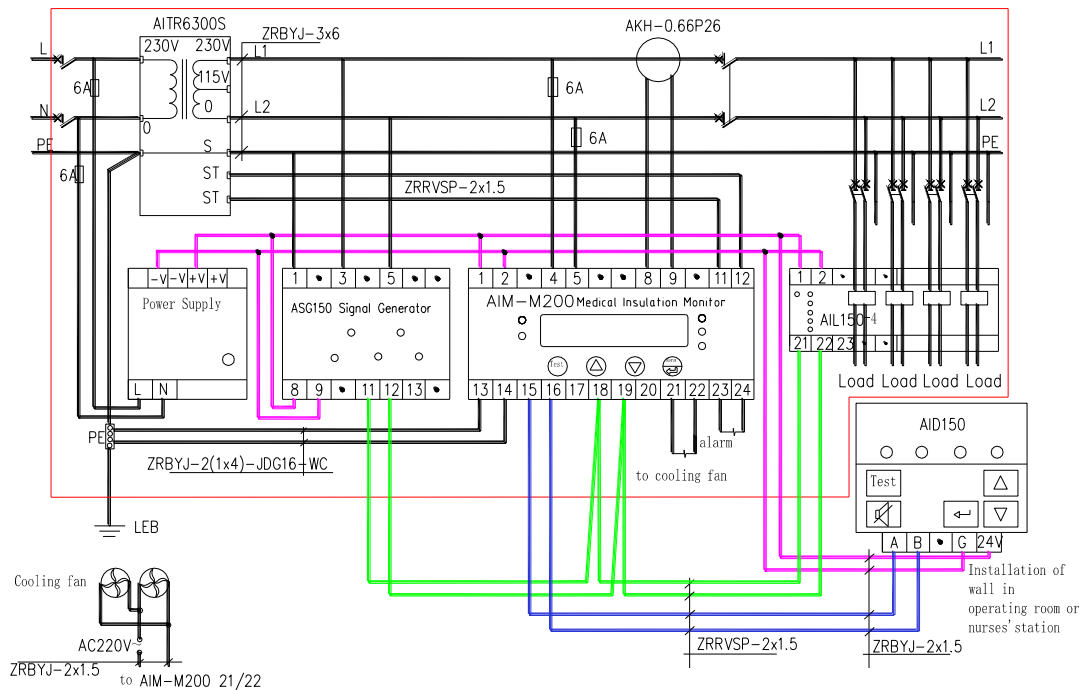 AITR6300S
ZRBYJ-3x6
AKH-0.66P26
L
230V
230V
L1
L1
6A
115V
6A
N
0
L2
L2
0
6A
PE
S
PE
6A
ST
ZRRVSP-2x1.5
ST
-V -V +V +V
Power Supply
L N
1 3 5
ASG150 Signal Generator
8 9 11 12 13
1 2 4 5 8 9 11 12
AIM-M200 Medical Insulation Monitor
Test
13 14 15 16 17 18 19 20 21 22 23 24
1 2
AIL150-4
21 22 23
Load Load Load Load
PE
alarm
to cooling fan
ZRBYJ-2(1x4)-JDG16-WC
LEB
AID150
Test
A B G 24V
Installation of
wall in
operating room or
nurses'station
Cooling fan
AC220V~
ZRBYJ-2x1.5
to AIM-M200 21/22
ZRRVSP-2x1.5
ZRBYJ-2x1.5